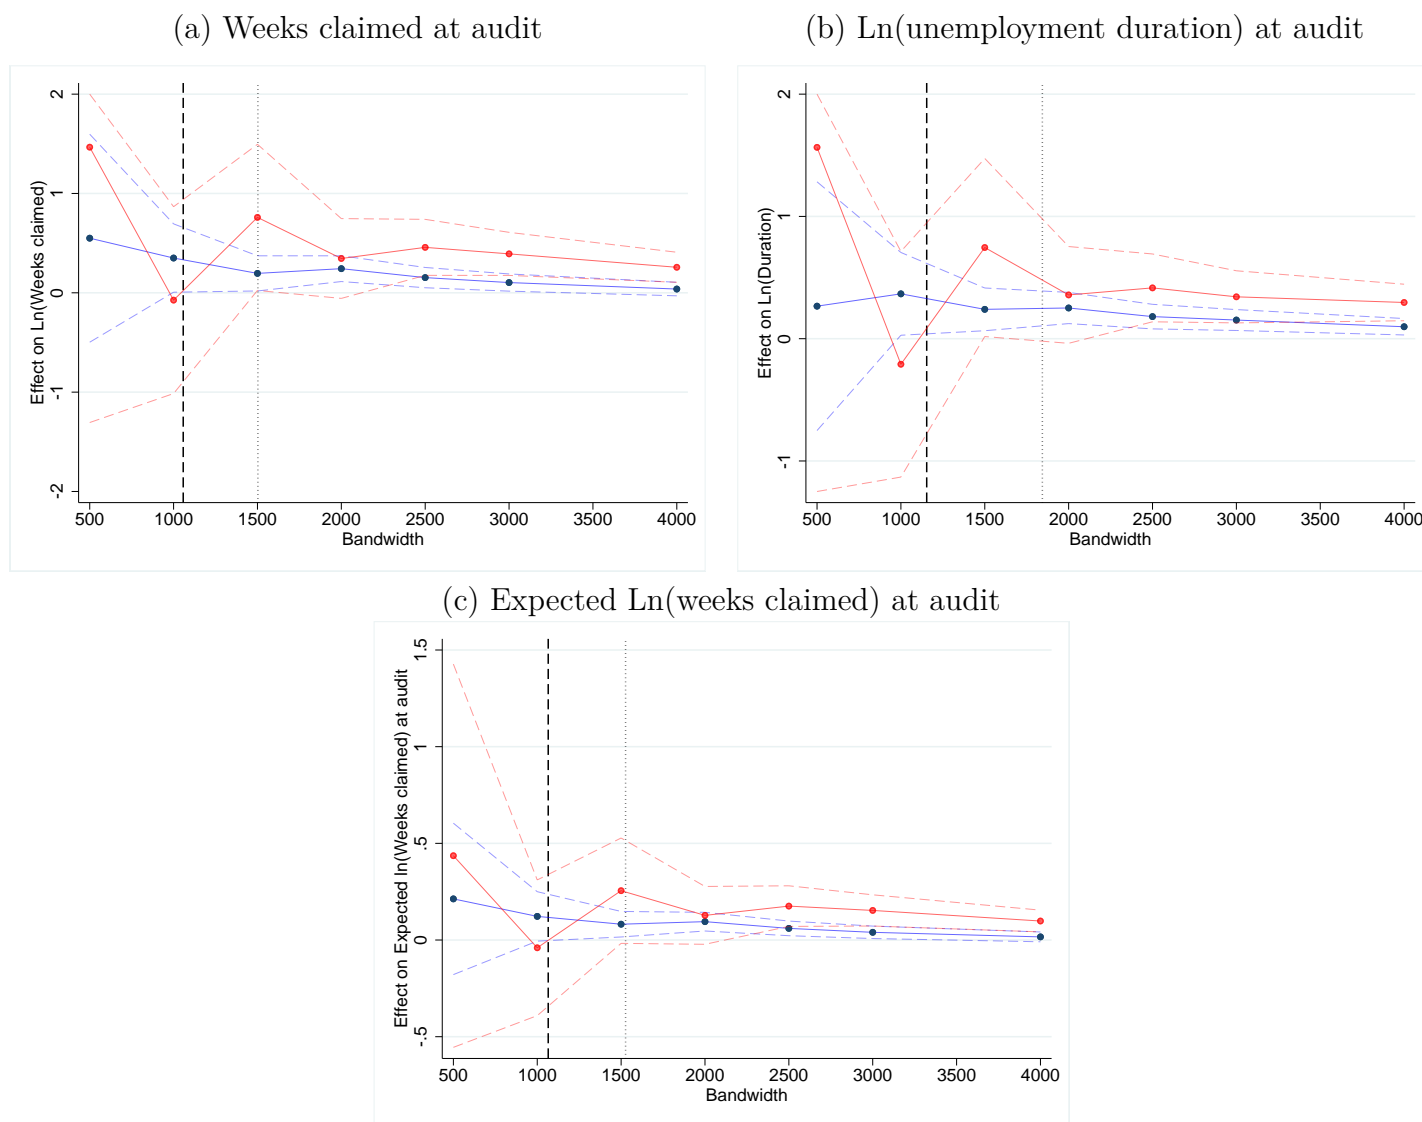 (a) Weeks claimed at audit
2
1
0
-1
-2
Effect on Ln(Weeks claimed)
500 1000 1500 2000 2500 3000 3500 4000
Bandwidth
(b) Ln(unemployment duration) at audit
2
1
0
-1
Effect on Ln(Duration)
500 1000 1500 2000 2500 3000 3500 4000
Bandwidth
(c) Expected Ln(weeks claimed) at audit
1.5
1
.5
0
-.5
Effect on Expected ln(Weeks claimed) at audit
500 1000 1500 2000 2500 3000 3500 4000
Bandwidth